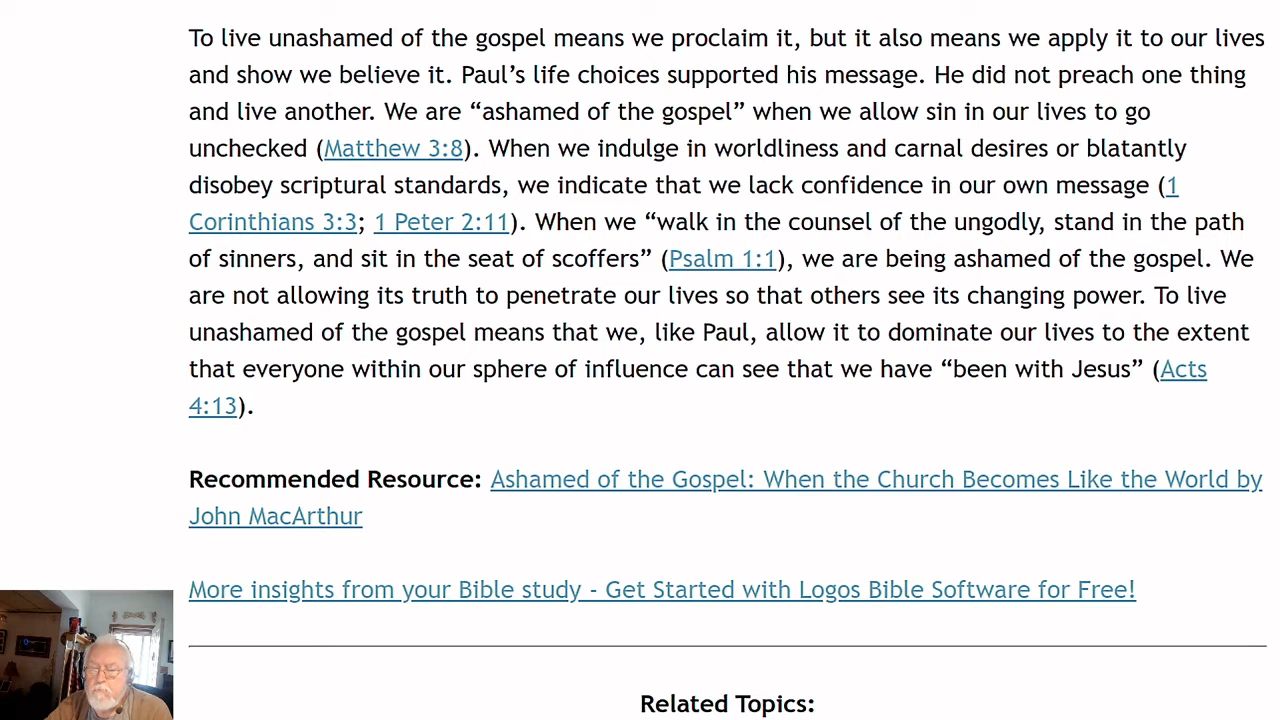 To live unashamed of the gospel means we proclaim it, but it also means we apply it to our lives
and show we believe it. Paul’s life choices supported his message. He did not preach one thing
and live another. We are “ashamed of the gospel” when we allow sin in our lives to go
unchecked (Matthew 3:8). When we indulge in worldliness and carnal desires or blatantly
disobey scriptural standards, we indicate that we lack confidence in our own message (1
Corinthians 3:3; 1 Peter 2:11). When we “walk in the counsel of the ungodly, stand in the path
of sinners, and sit in the seat of scoffers” (Psalm 1:1), we are being ashamed of the gospel. We
are not allowing its truth to penetrate our lives so that others see its changing power. To live
unashamed of the gospel means that we, like Paul, allow it to dominate our lives to the extent
that everyone within our sphere of influence can see that we have “been with Jesus” (Acts
4:13).
Recommended Resource: Ashamed of the Gospel: When the Church Becomes Like the World by
John MacArthur
More insights from your Bible study - Get Started with Logos Bible Software for Free!
Related Topics: